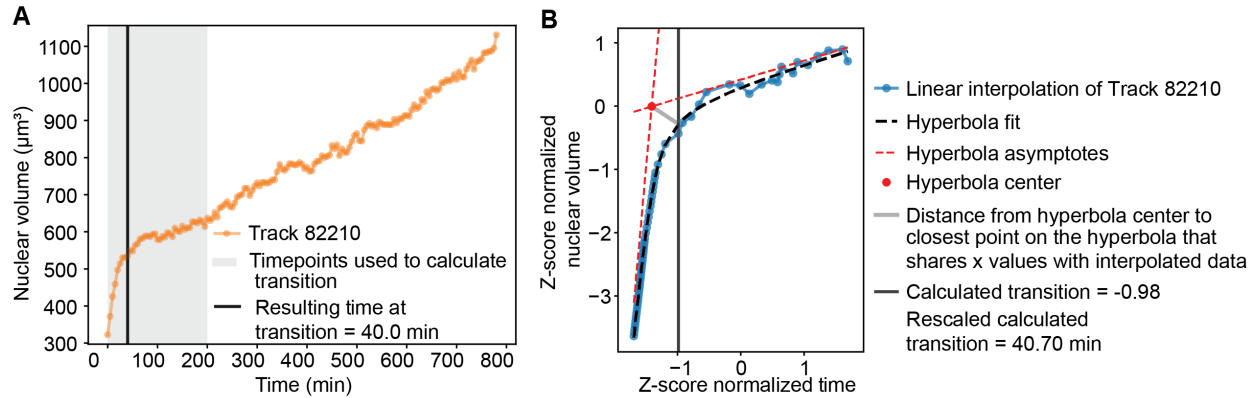 A
Nuclear volume (µm³)
1100
1000
900
800
700
600
500
400
300
0 100 200 300 400 500 600 700 800
Time (min)
Track 82210
Timepoints used to calculate
transition
Resulting time at
transition = 40.0 min
B
Z-score normalized
nuclear volume
1
0
−1
−2
−3
−1 0 1
Z-score normalized time
Linear interpolation of Track 82210
Hyperbola fit
Hyperbola asymptotes
Hyperbola center
Distance from hyperbola center to
closest point on the hyperbola that
shares x values with interpolated data
Calculated transition = -0.98
Rescaled calculated
transition = 40.70 min